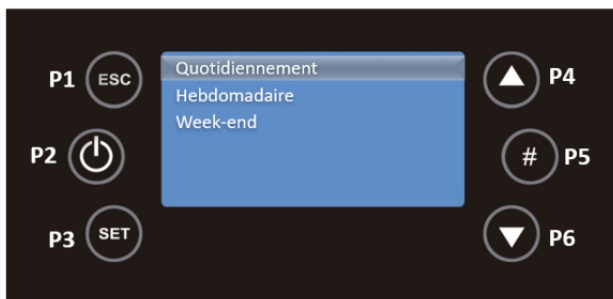 P1 ESC
P2
P3 SET
Quotidiennement
Hebdomadaire
Week-end
P4
# P5
P6